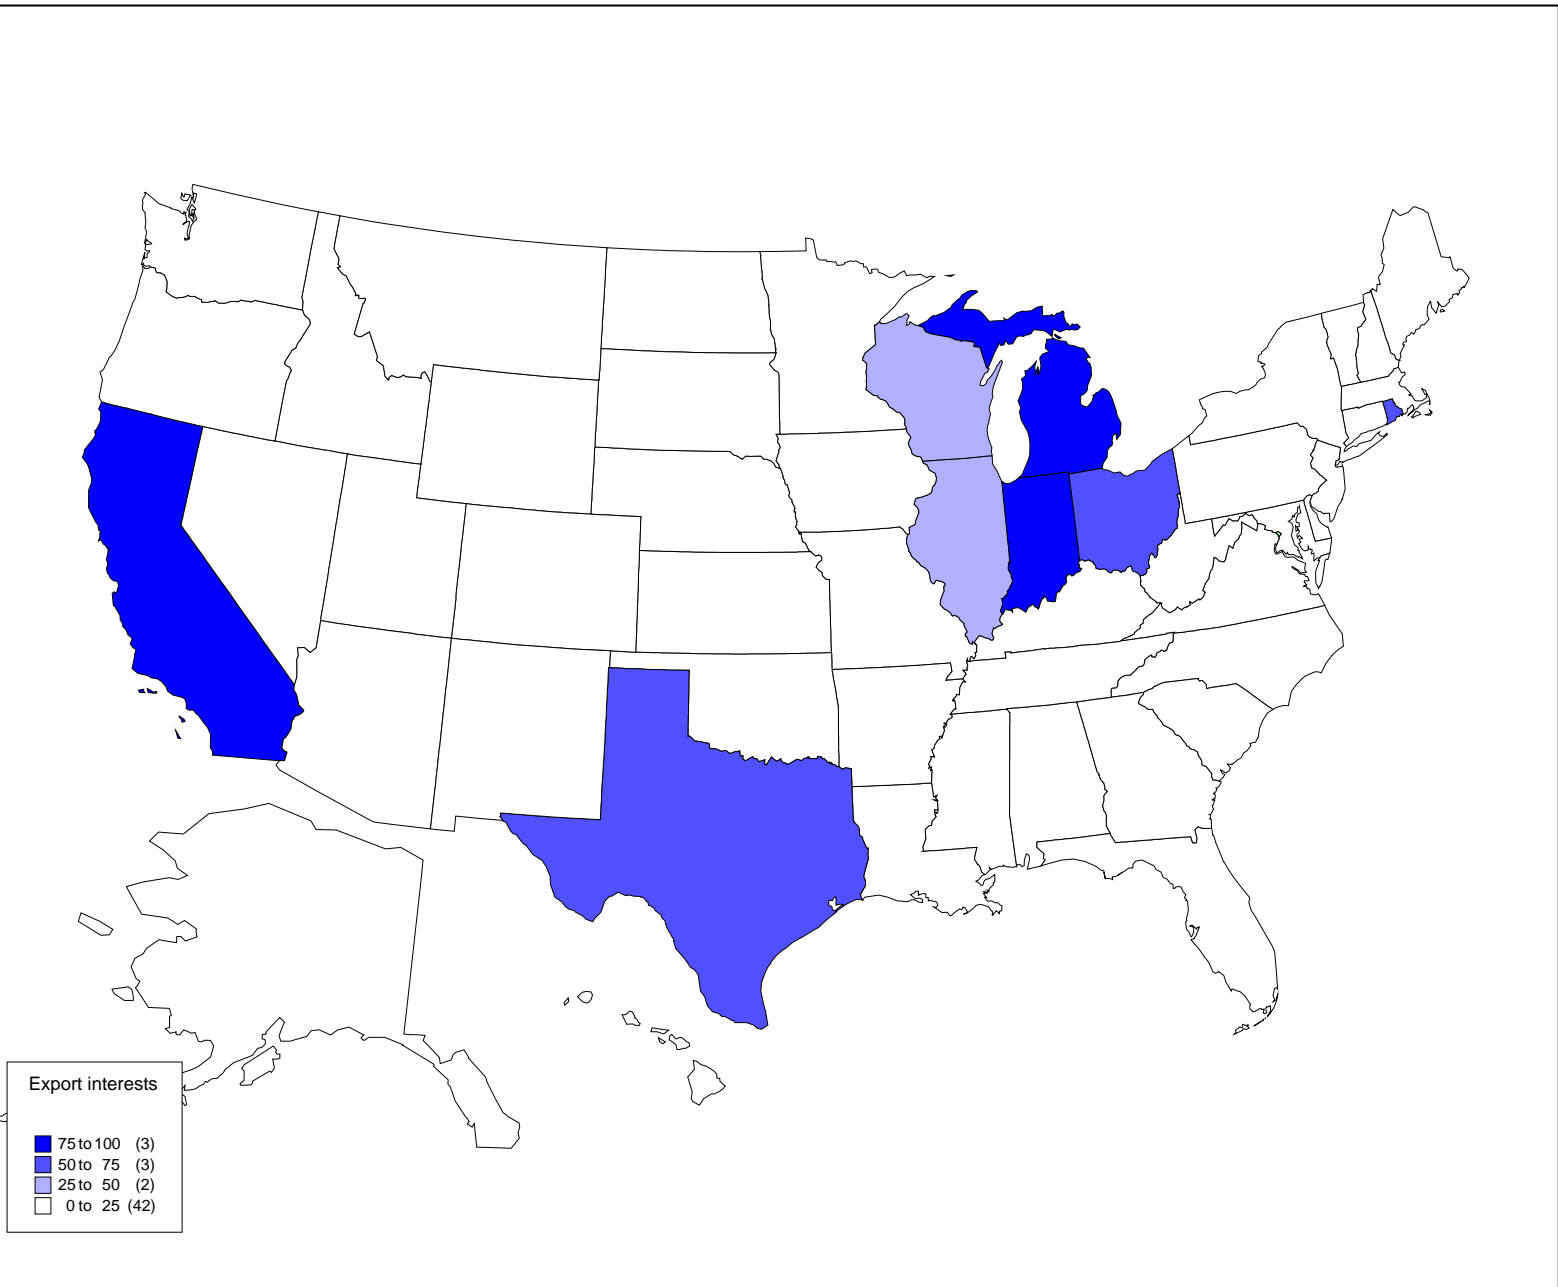 Export interests
75 to 100 (3)
50 to 75 (3)
25 to 50 (2)
0 to 25 (42)